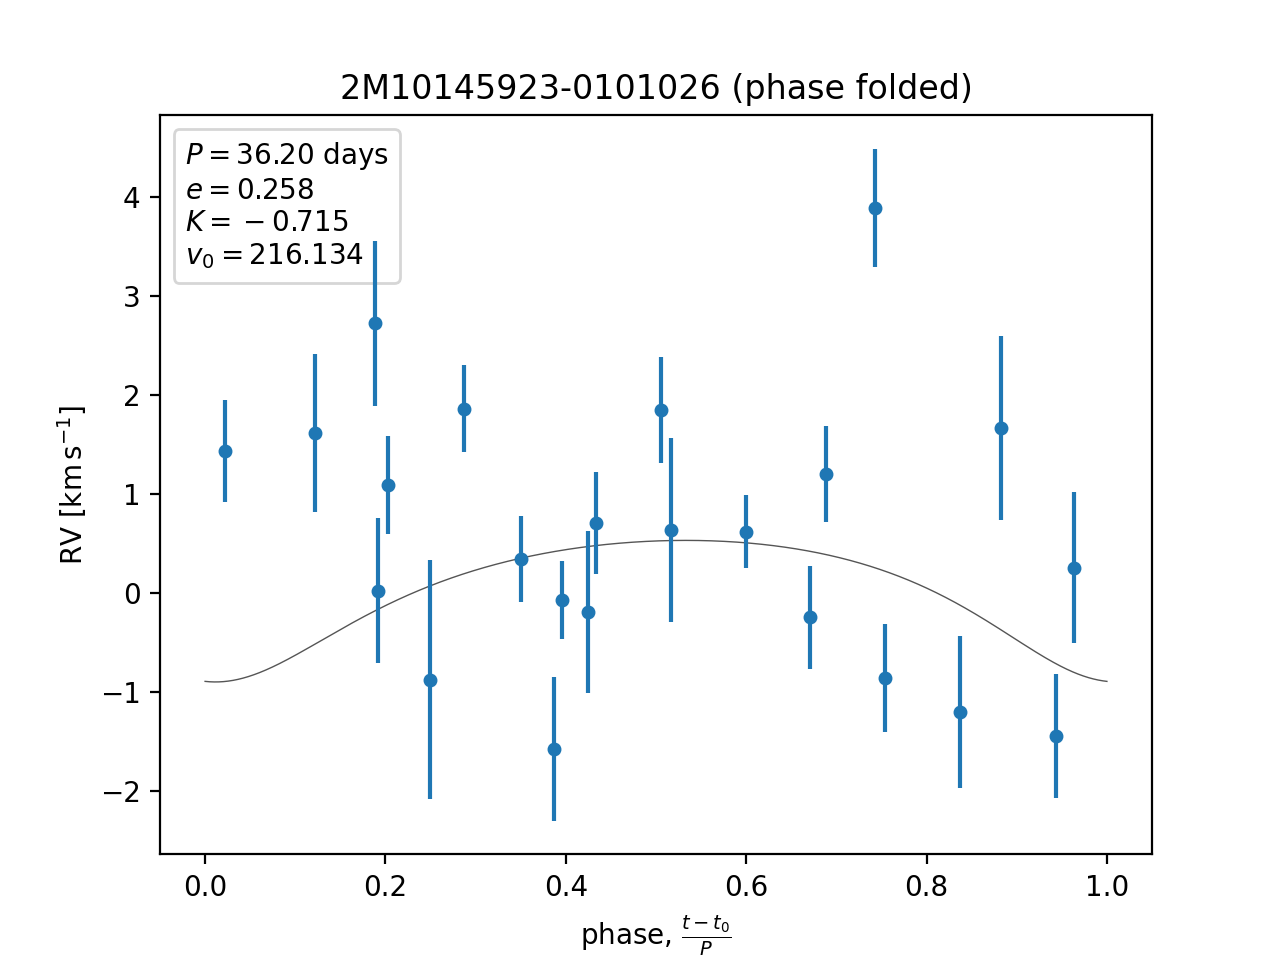 2M10145923-0101026 (phase folded)
P = 36.20 days
e = 0.258
K = −0.715
v₀ = 216.134
RV [km s⁻¹]
4
3
2
1
0
−1
−2
0.0 0.2 0.4 0.6 0.8 1.0
phase, (t − t₀)/P